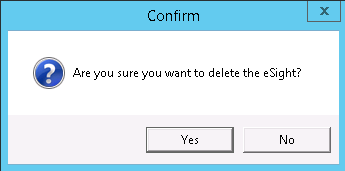 Confirm
Are you sure you want to delete the eSight?
Yes
No